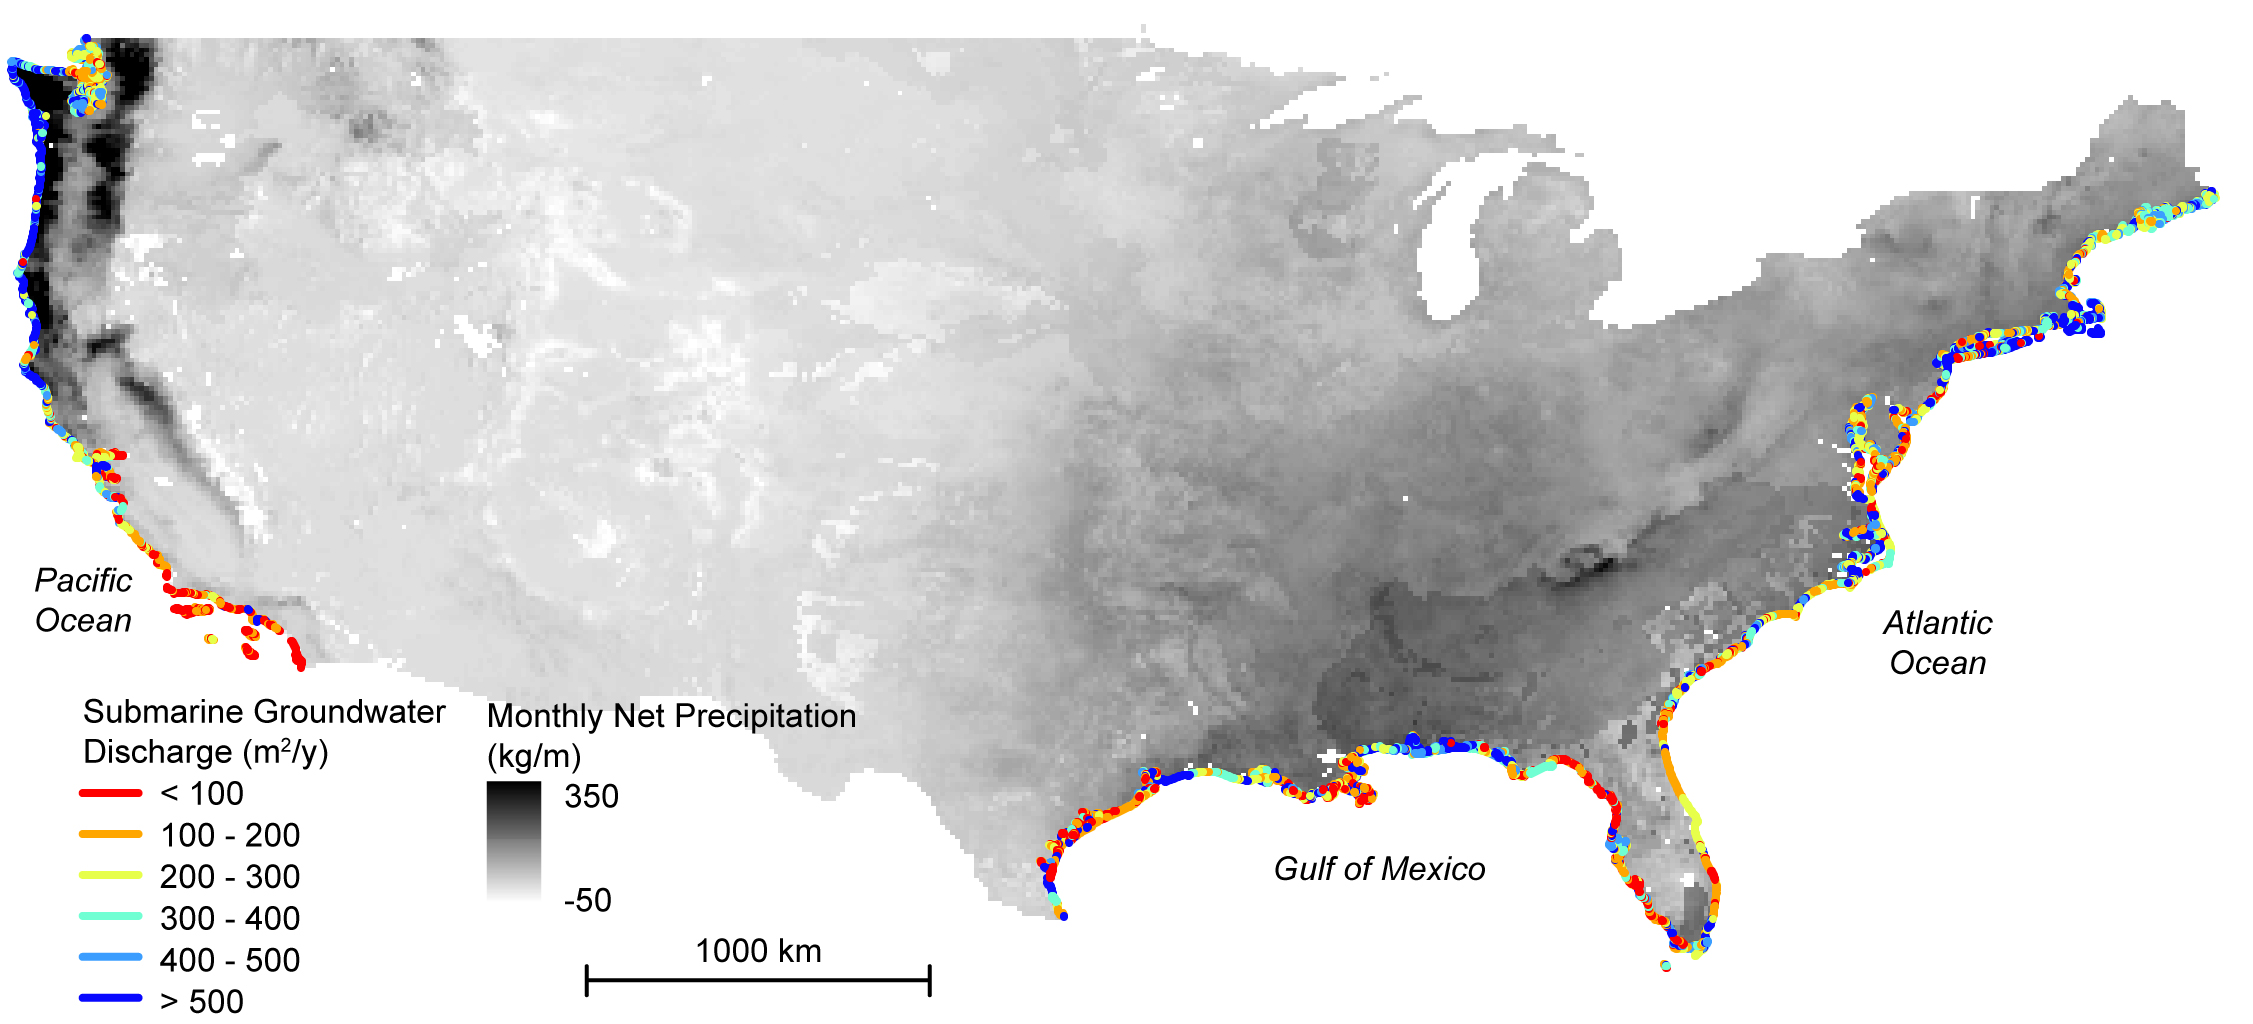 Pacific
Ocean
Atlantic
Ocean
Gulf of Mexico
Submarine Groundwater
Discharge (m²/y)
< 100
100 - 200
200 - 300
300 - 400
400 - 500
> 500
Monthly Net Precipitation
(kg/m)
350
-50
1000 km